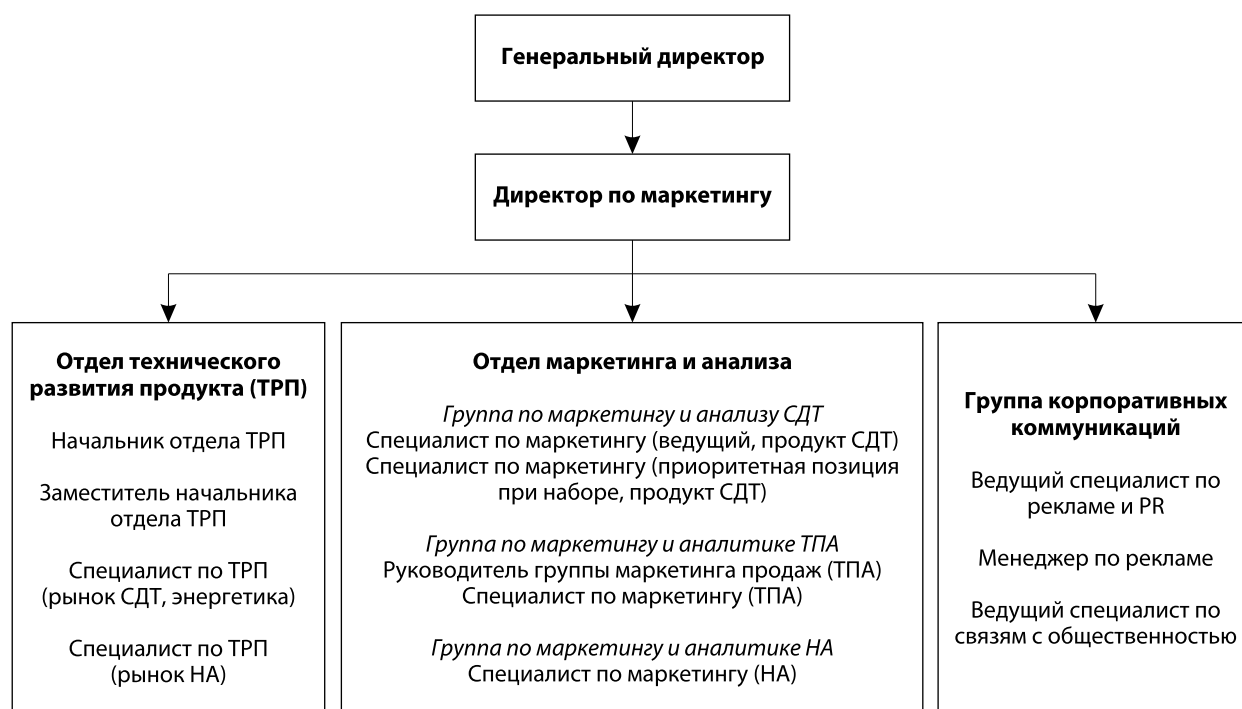 Генеральный директор
Директор по маркетингу
Отдел технического
развития продукта (ТРП)
Начальник отдела ТРП
Заместитель начальника
отдела ТРП
Специалист по ТРП
(рынок СДТ, энергетика)
Специалист по ТРП
(рынок НА)
Отдел маркетинга и анализа
Группа по маркетингу и анализу СДТ
Специалист по маркетингу (ведущий, продукт СДТ)
Специалист по маркетингу (приоритетная позиция
при наборе, продукт СДТ)
Группа по маркетингу и аналитике ТПА
Руководитель группы маркетинга продаж (ТПА)
Специалист по маркетингу (ТПА)
Группа по маркетингу и аналитике НА
Специалист по маркетингу (НА)
Группа корпоративных
коммуникаций
Ведущий специалист по
рекламе и PR
Менеджер по рекламе
Ведущий специалист по
связям с общественностью